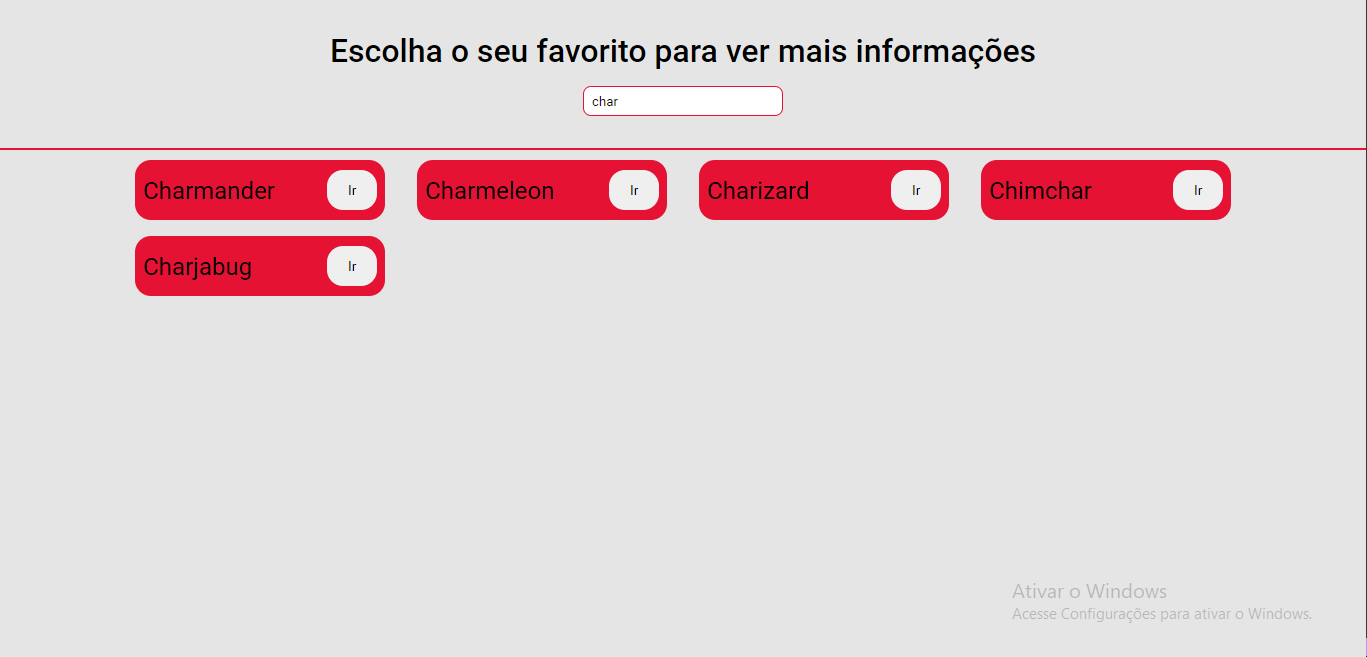 Escolha o seu favorito para ver mais informações
char
Charmander Ir Charmeleon Ir Charizard Ir Chimchar Ir
Charjabug Ir
Ativar o Windows
Acesse Configurações para ativar o Windows.